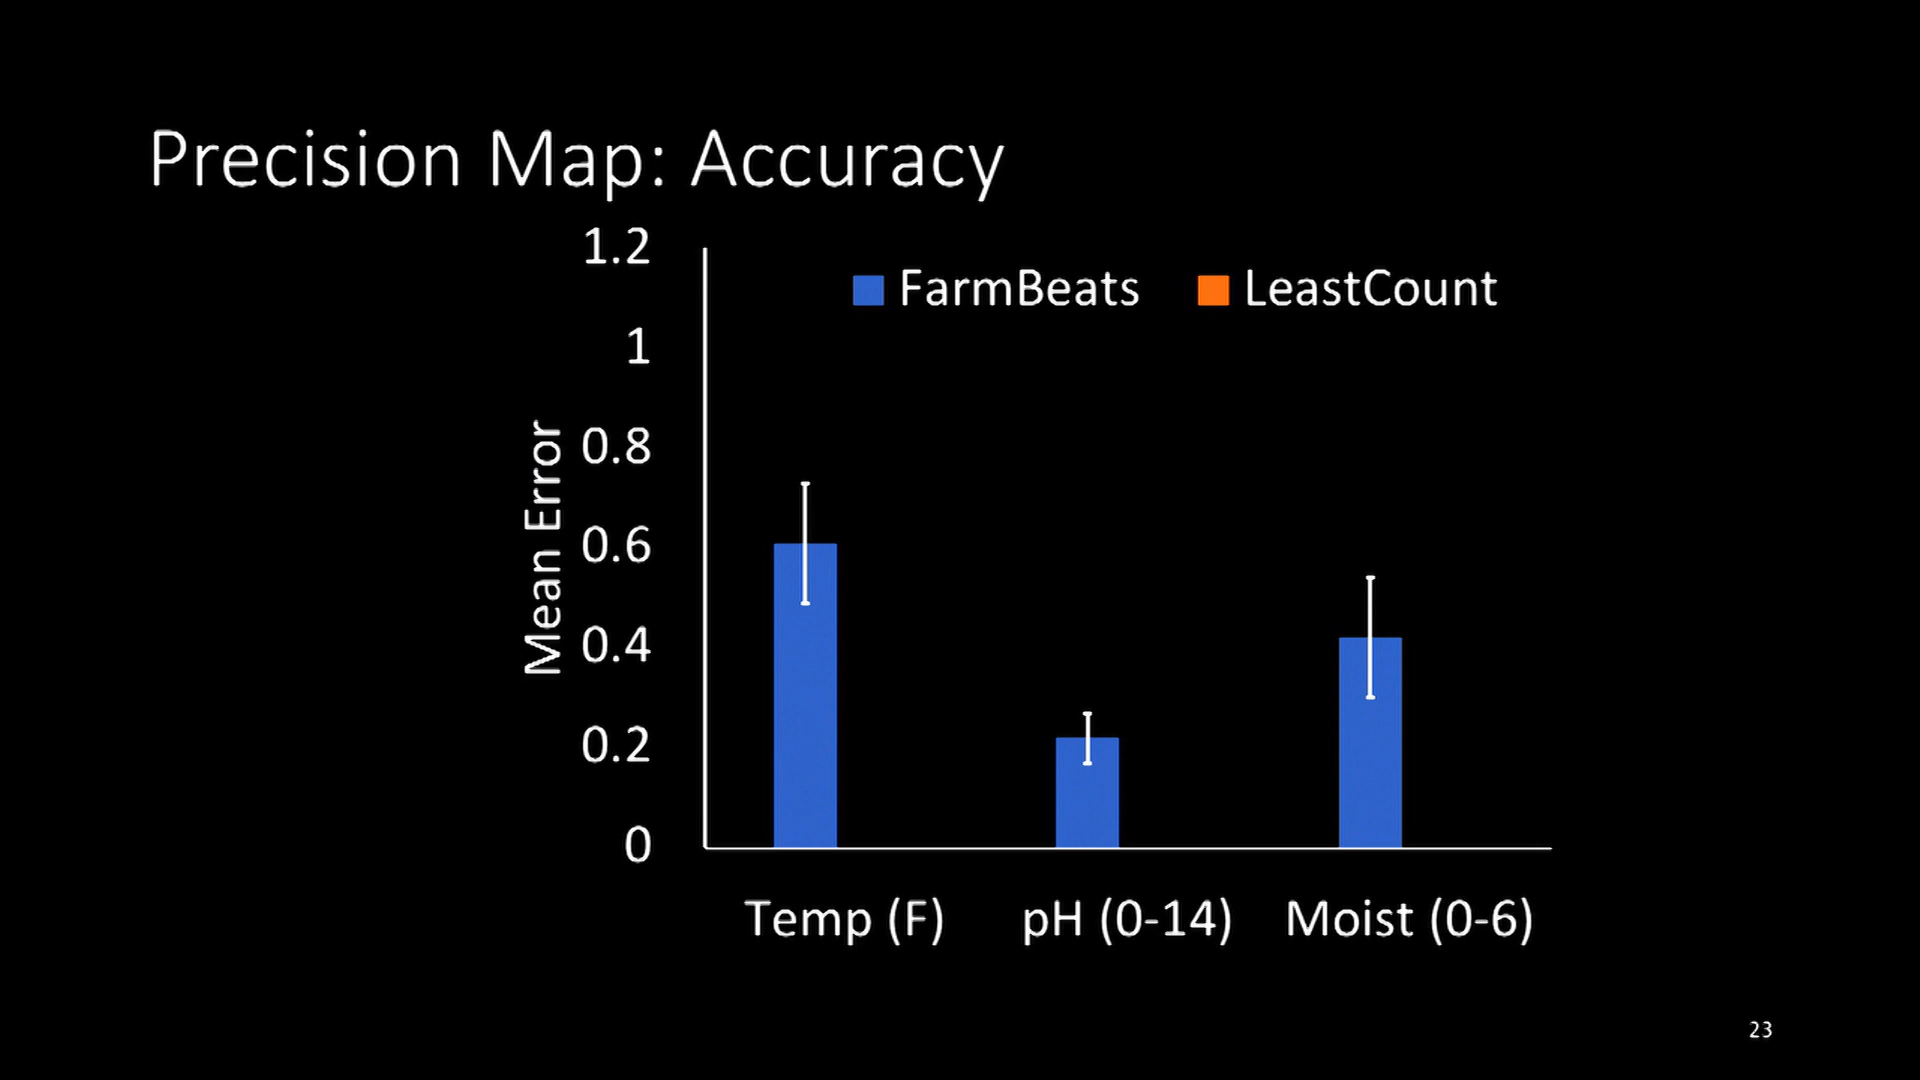 Precision Map: Accuracy
FarmBeats
LeastCount
Mean Error
1.2
1
0.8
0.6
0.4
0.2
0
Temp (F)
pH (0-14)
Moist (0-6)
23